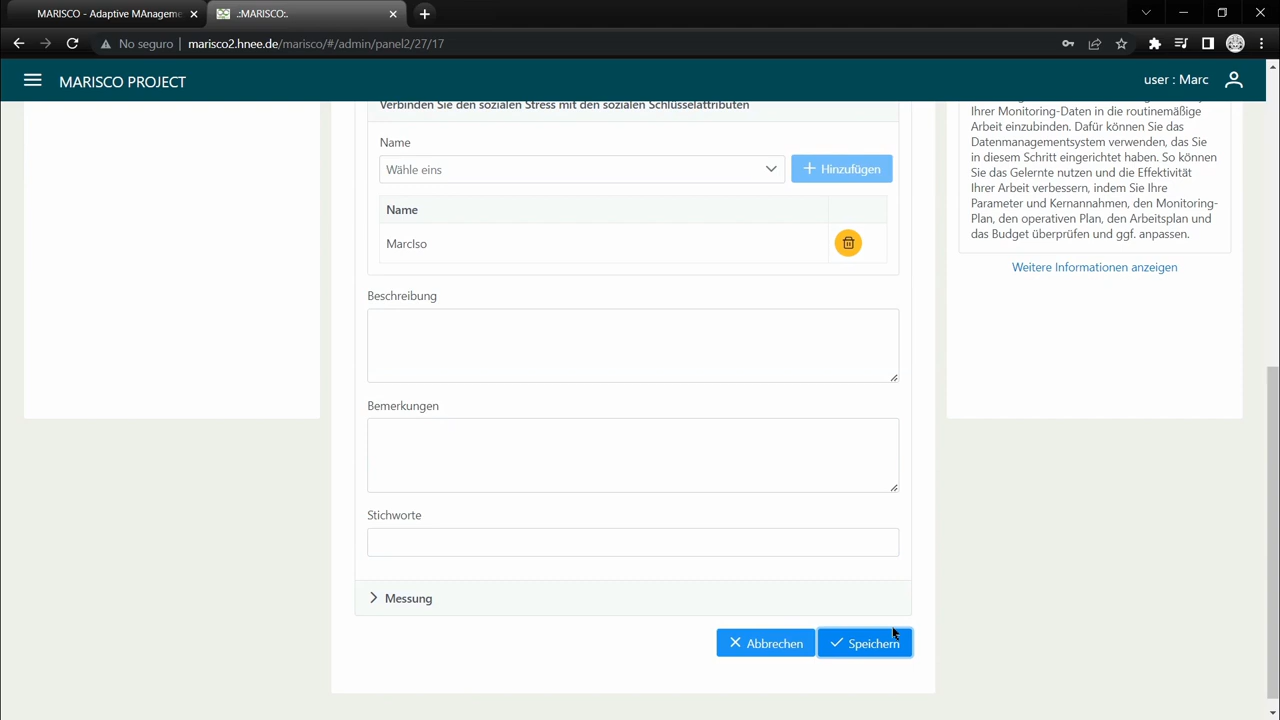 MARISCO - Adaptive MAnageme
.:MARISCO:.
No seguro
marisco2.hnee.de/marisco/#/admin/panel2/27/17
MARISCO PROJECT
user : Marc
Verbinden Sie den sozialen Stress mit den sozialen Schlüsselattributen
Name
Wähle eins
Hinzufügen
Name
MarcIso
Beschreibung
Bemerkungen
Stichworte
Messung
Abbrechen
Speichern
Ihrer Monitoring-Daten in die routinemäßige
Arbeit einzubinden. Dafür können Sie das
Datenmanagementsystem verwenden, das Sie
in diesem Schritt eingerichtet haben. So können
Sie das Gelernte nutzen und die Effektivität
Ihrer Arbeit verbessern, indem Sie Ihre
Parameter und Kernannahmen, den Monitoring-
Plan, den operativen Plan, den Arbeitsplan und
das Budget überprüfen und ggf. anpassen.
Weitere Informationen anzeigen